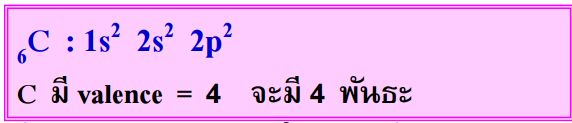 ₆C : 1s² 2s² 2p²
C มี valence = 4 จะมี 4 พันธะ